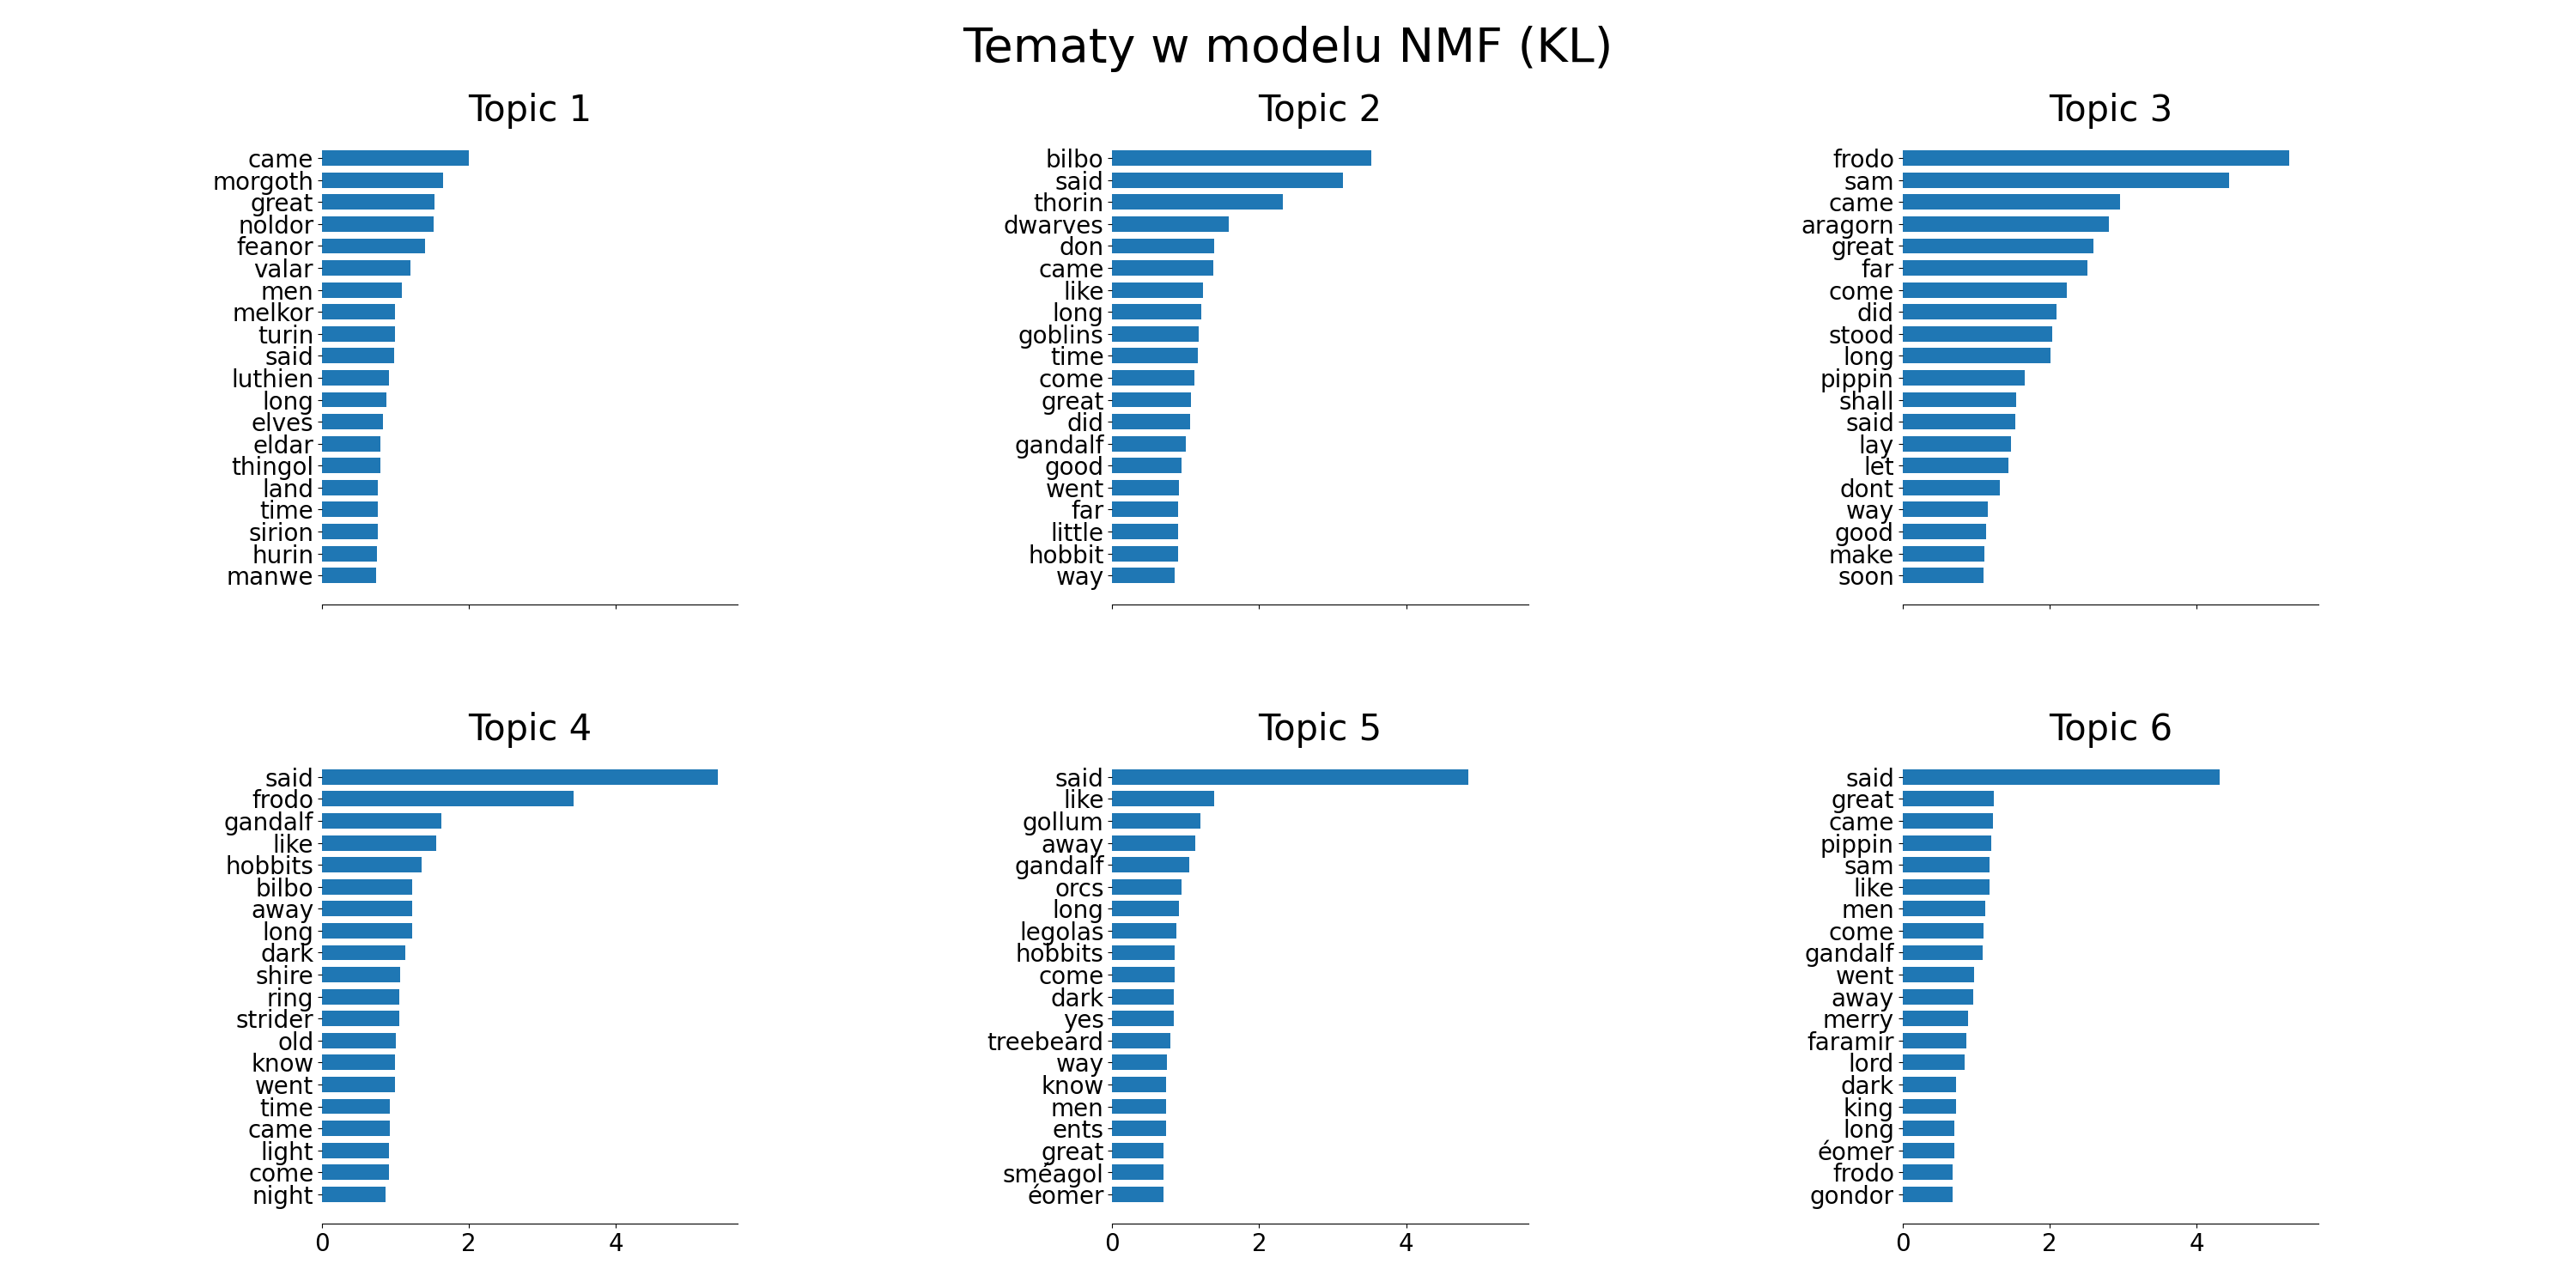 Tematy w modelu NMF (KL)
Topic 1
came
morgoth
great
noldor
feanor
valar
men
melkor
turin
said
luthien
long
elves
eldar
thingol
land
time
sirion
hurin
manwe
Topic 2
bilbo
said
thorin
dwarves
don
came
like
long
goblins
time
come
great
did
gandalf
good
went
far
little
hobbit
way
Topic 3
frodo
sam
came
aragorn
great
far
come
did
stood
long
pippin
shall
said
lay
let
dont
way
good
make
soon
Topic 4
said
frodo
gandalf
like
hobbits
bilbo
away
long
dark
shire
ring
strider
old
know
went
time
came
light
come
night
0 2 4
Topic 5
said
like
gollum
away
gandalf
orcs
long
legolas
hobbits
come
dark
yes
treebeard
way
know
men
ents
great
sméagol
éomer
0 2 4
Topic 6
said
great
came
pippin
sam
like
men
come
gandalf
went
away
merry
faramir
lord
dark
king
long
éomer
frodo
gondor
0 2 4